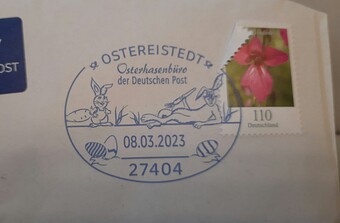 OST
OSTEREISTEDT
Osterhasenbüro
der Deutschen Post
08.03.2023
27404
110
Deutschland